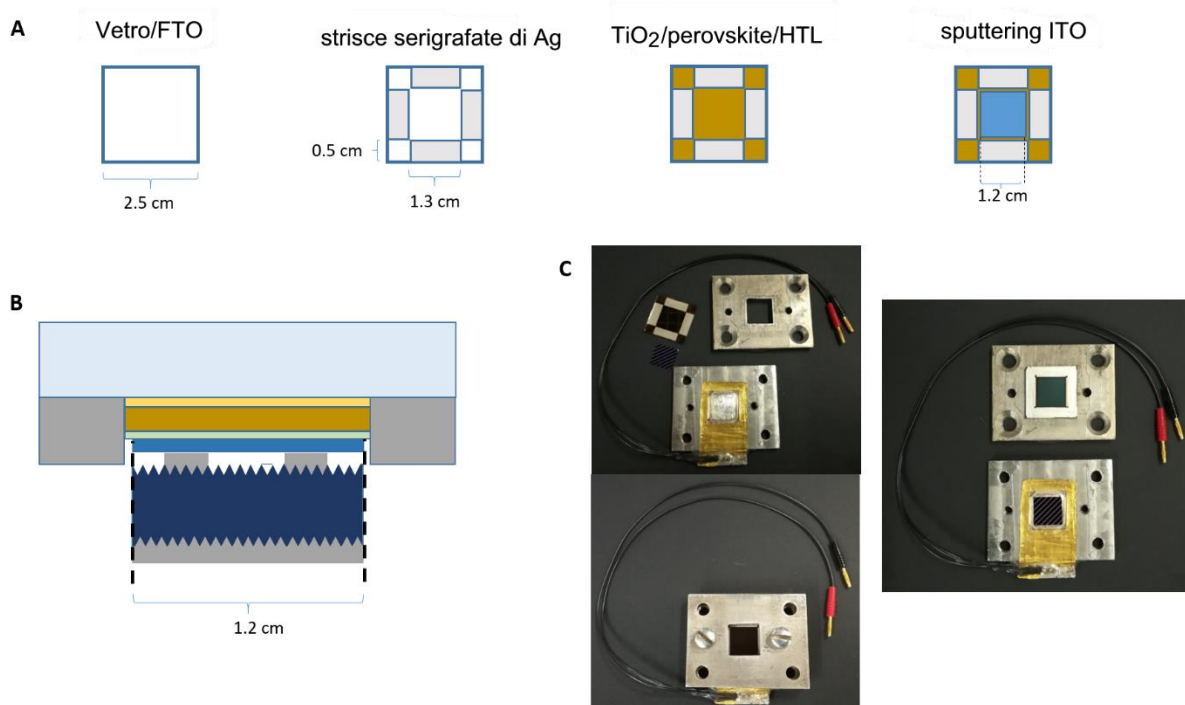 A
Vetro/FTO
strisce serigrafate di Ag
TiO2/perovskite/HTL
sputtering ITO
0.5 cm
2.5 cm
1.3 cm
1.2 cm
B
1.2 cm
C